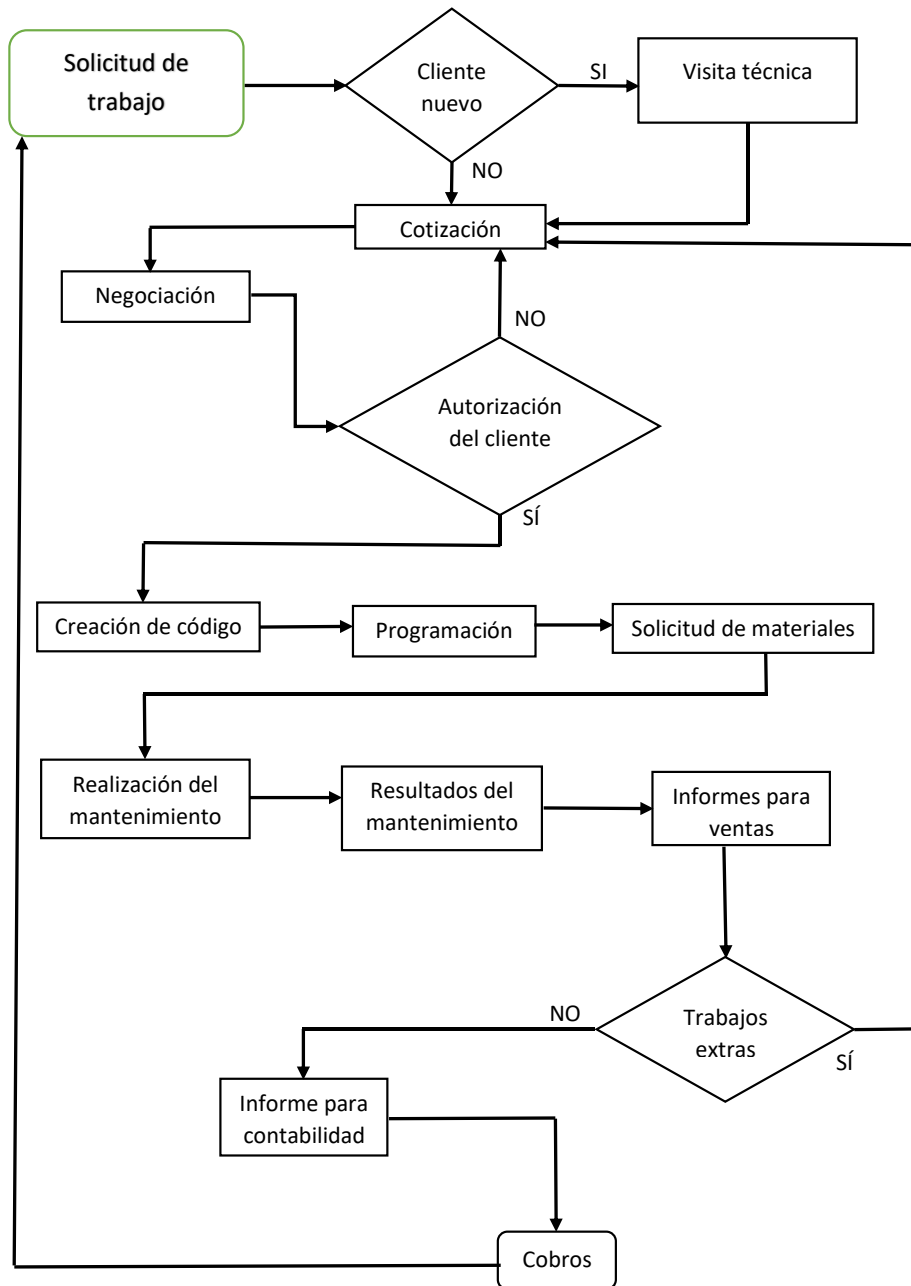 Solicitud de
trabajo
Cliente
nuevo
SI
Visita técnica
NO
Cotización
Negociación
NO
Autorización
del cliente
SÍ
Creación de código
Programación
Solicitud de materiales
Realización del
mantenimiento
Resultados del
mantenimiento
Informes para
ventas
NO
Trabajos
extras
SÍ
Informe para
contabilidad
Cobros